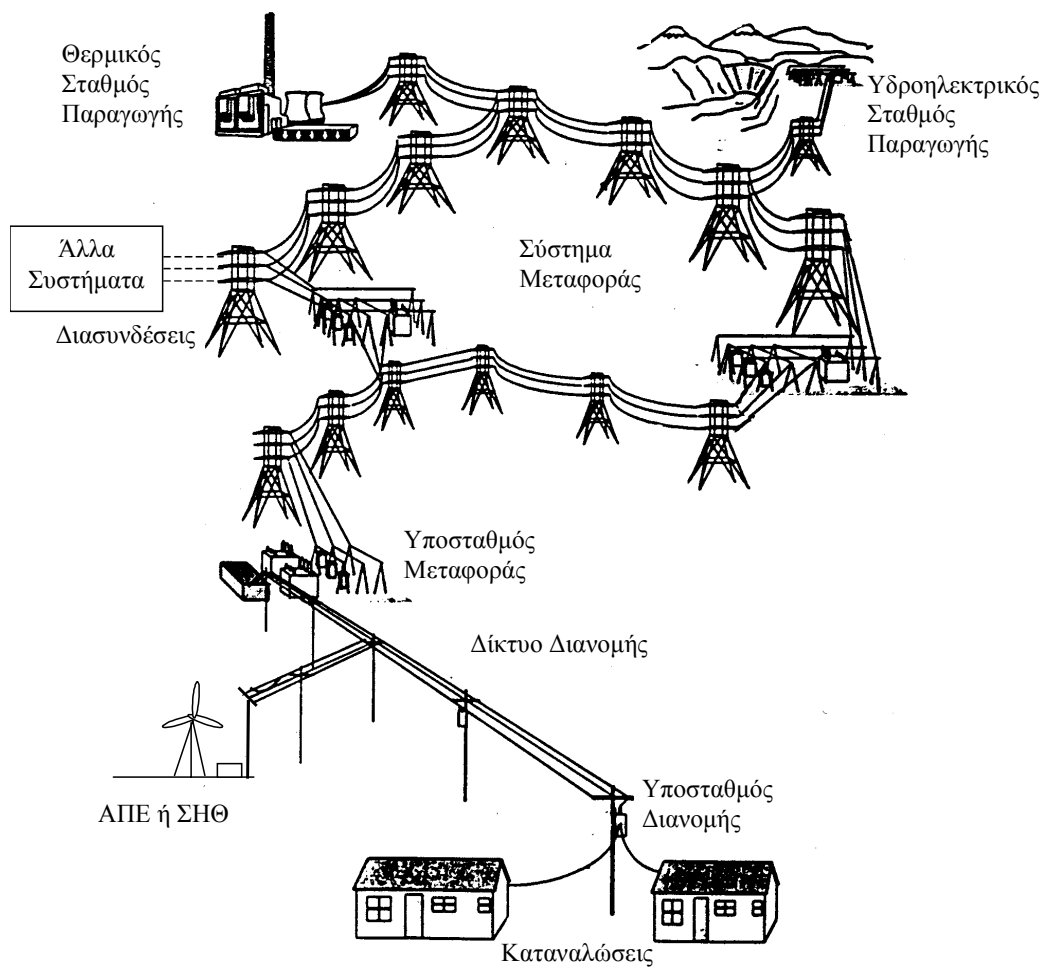 Θερμικός
Σταθμός
Παραγωγής
Υδροηλεκτρικός
Σταθμός
Παραγωγής
Άλλα
Συστήματα
Σύστημα
Μεταφοράς
Διασυνδέσεις
Υποσταθμός
Μεταφοράς
Δίκτυο Διανομής
ΑΠΕ ή ΣΗΘ
Υποσταθμός
Διανομής
Καταναλώσεις